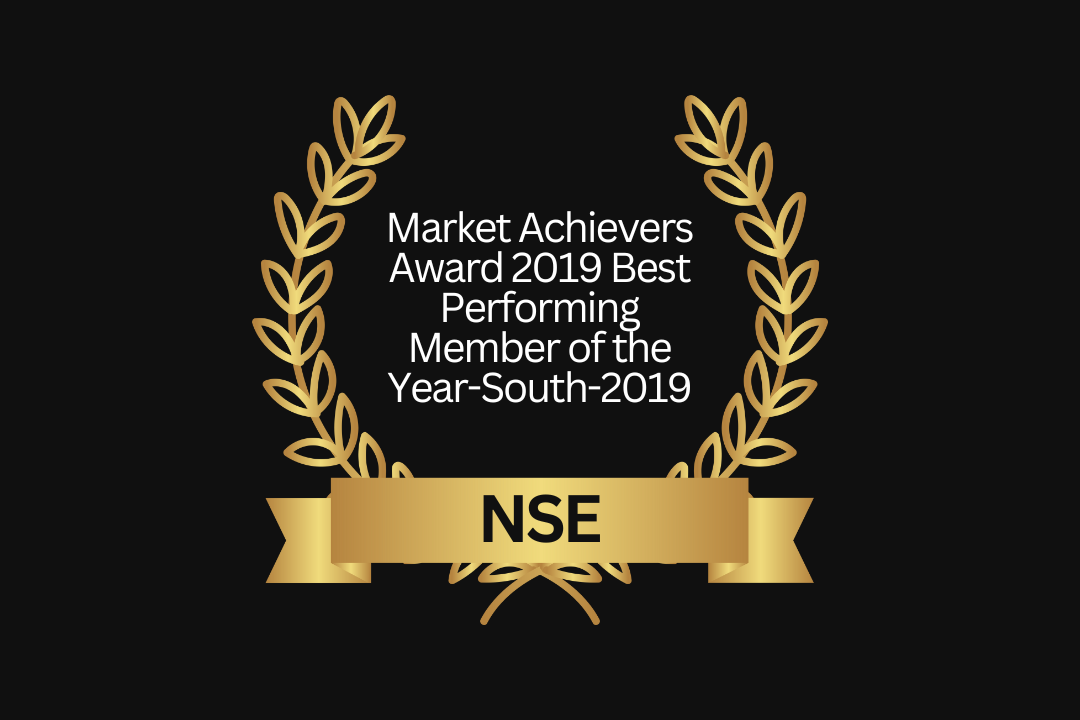 Market Achievers
Award 2019 Best
Performing
Member of the
Year-South-2019
NSE